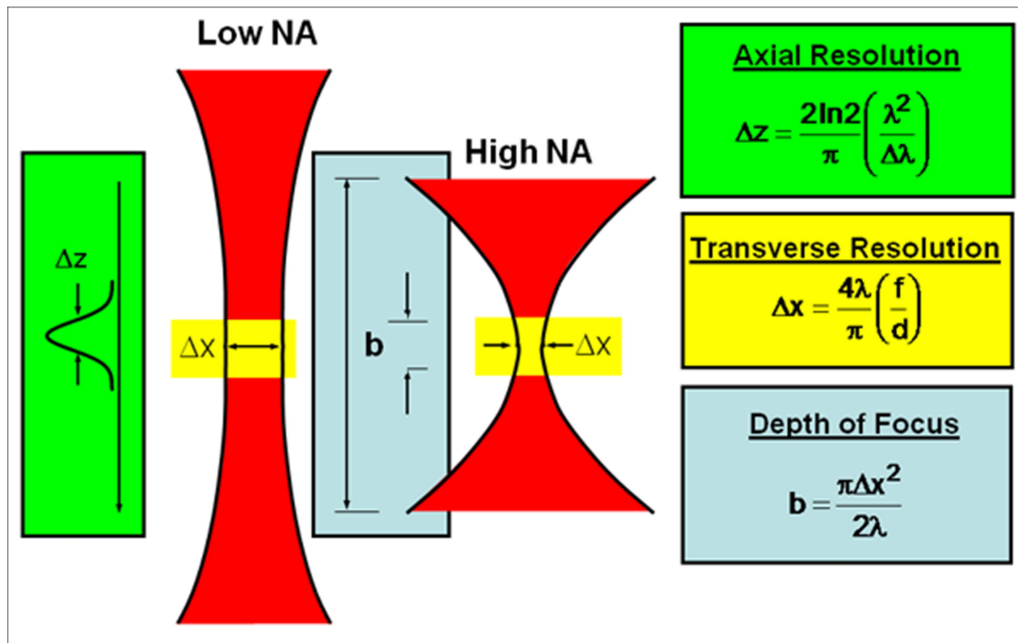 Low NA
High NA
Δz
Δx
b
Δx
Axial Resolution
Δz = 2ln2/π (λ²/Δλ)
Transverse Resolution
Δx = 4λ/π (f/d)
Depth of Focus
b = πΔx²/2λ